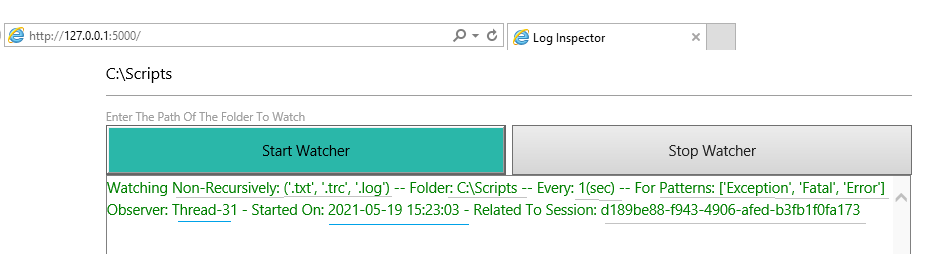 http://127.0.0.1:5000/
Log Inspector
C:\Scripts
Enter The Path Of The Folder To Watch
Start Watcher
Stop Watcher
Watching Non-Recursively: ('.txt', '.trc', '.log') -- Folder: C:\Scripts -- Every: 1(sec) -- For Patterns: ['Exception', 'Fatal', 'Error']
Observer: Thread-31 - Started On: 2021-05-19 15:23:03 - Related To Session: d189be88-f943-4906-afed-b3fb1f0fa173